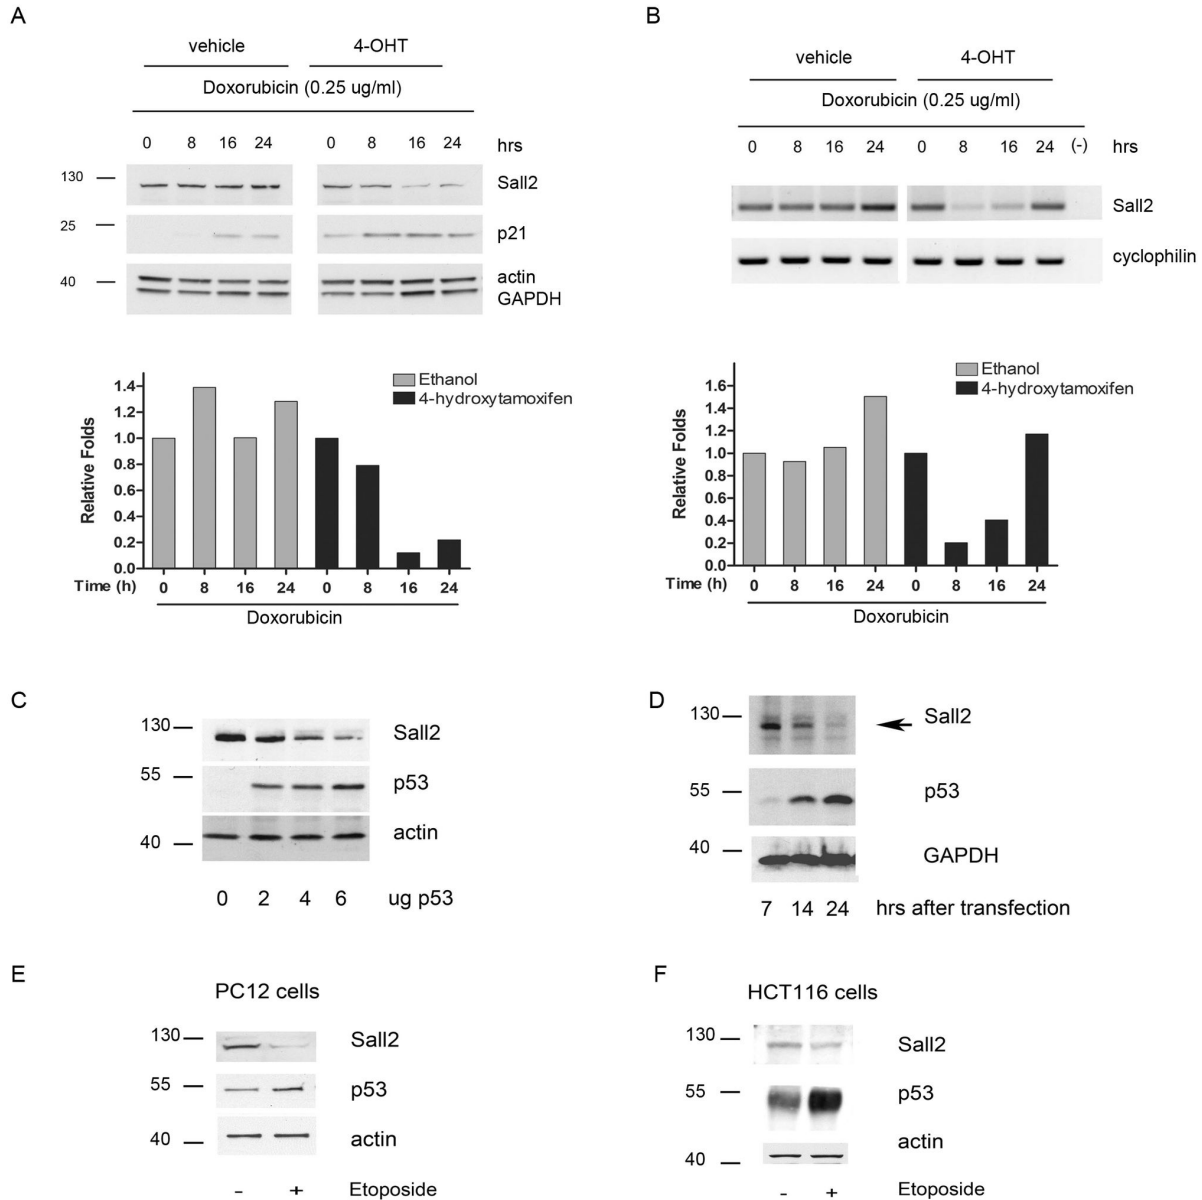 A
vehicle 4-OHT
Doxorubicin (0.25 ug/ml)
0 8 16 24 0 8 16 24 hrs
130 Sall2
25 p21
40 actin
GAPDH
Ethanol
4-hydroxytamoxifen
Relative Folds
1.4
1.2
1.0
0.8
0.6
0.4
0.2
0.0
Time (h) 0 8 16 24 0 8 16 24
Doxorubicin
B
vehicle 4-OHT
Doxorubicin (0.25 ug/ml)
0 8 16 24 0 8 16 24 (-) hrs
Sall2
cyclophilin
Ethanol
4-hydroxytamoxifen
Relative Folds
1.6
1.4
1.2
1.0
0.8
0.6
0.4
0.2
0.0
Time (h) 0 8 16 24 0 8 16 24
Doxorubicin
C
130 Sall2
55 p53
40 actin
0 2 4 6 ug p53
D
130 Sall2
55 p53
40 GAPDH
7 14 24 hrs after transfection
E
PC12 cells
130 Sall2
55 p53
40 actin
- + Etoposide
F
HCT116 cells
130 Sall2
55 p53
actin
40
- + Etoposide